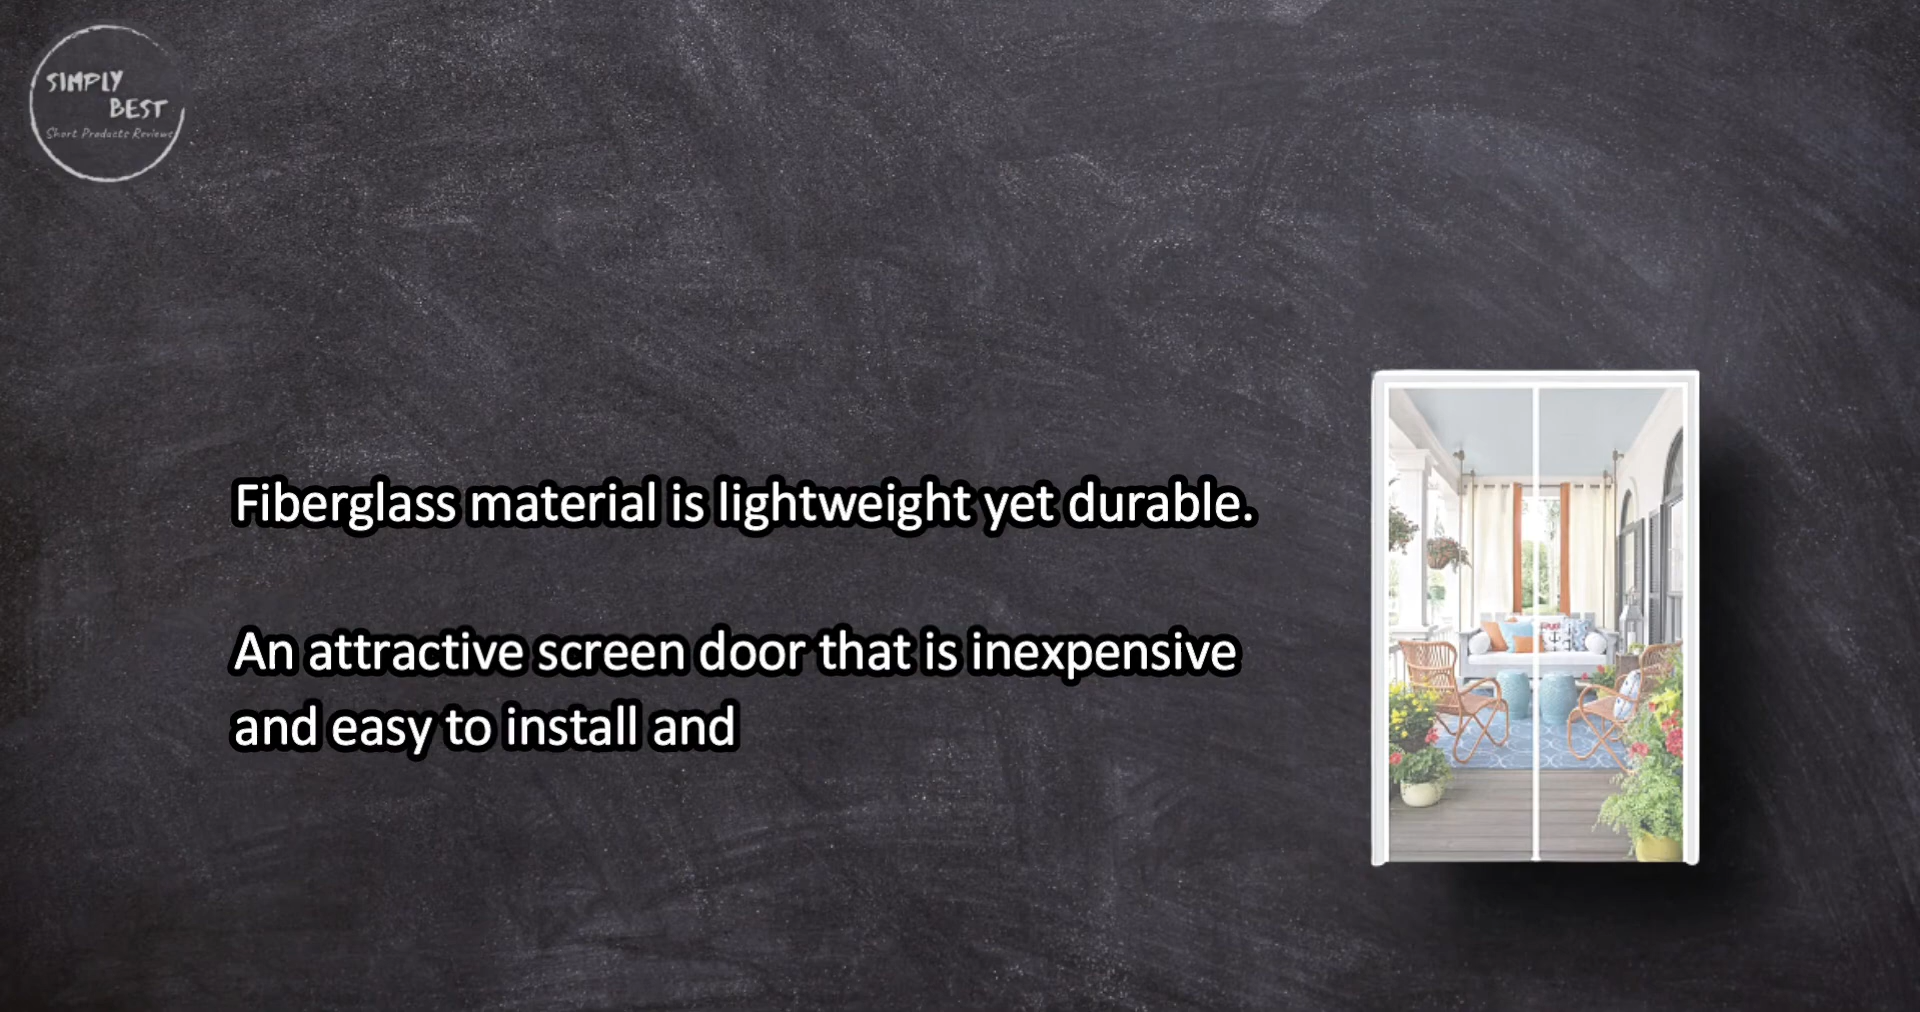 SIMPLY
BEST
Short Products Reviews
Fiberglass material is lightweight yet durable.
An attractive screen door that is inexpensive
and easy to install and